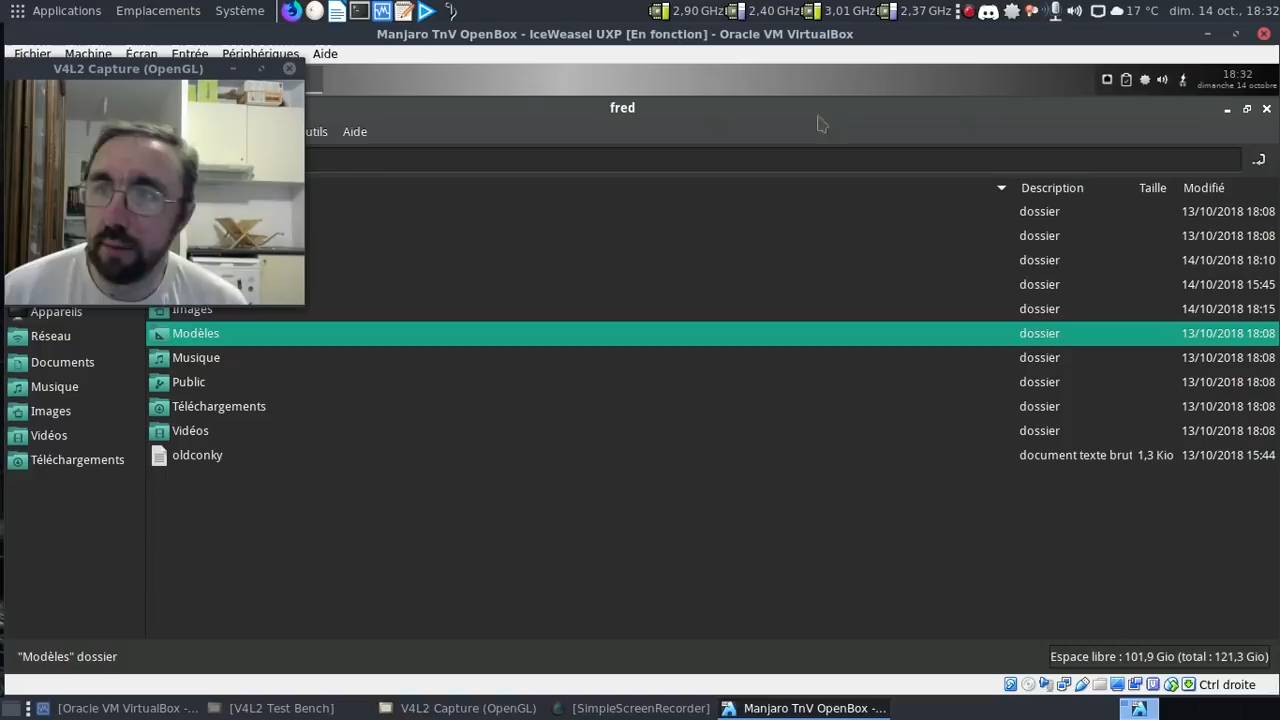 Applications Emplacements Système 2,90 GHz 2,40 GHz 3,01 GHz 2,37 GHz 17 °C dim. 14 oct., 18:32
Manjaro TnV OpenBox - IceWeasel UXP [En fonction] - Oracle VM VirtualBox
Fichier Machine Écran Entrée Périphériques Aide
V4L2 Capture (OpenGL)
18:32
dimanche 14 octobre
fred
utils Aide
Description Taille Modifié
dossier 13/10/2018 18:08
dossier 13/10/2018 18:08
dossier 14/10/2018 18:10
dossier 14/10/2018 15:45
Appareils Images dossier 14/10/2018 18:15
Réseau Modèles dossier 13/10/2018 18:08
Documents Musique dossier 13/10/2018 18:08
Musique Public dossier 13/10/2018 18:08
Images Téléchargements dossier 13/10/2018 18:08
Vidéos Vidéos dossier 13/10/2018 18:08
Téléchargements oldconky document texte brut 1,3 Kio 13/10/2018 15:44
"Modèles" dossier Espace libre : 101,9 Gio (total : 121,3 Gio)
Ctrl droite
[Oracle VM VirtualBox -... [V4L2 Test Bench] V4L2 Capture (OpenGL) [SimpleScreenRecorder] Manjaro TnV OpenBox -...